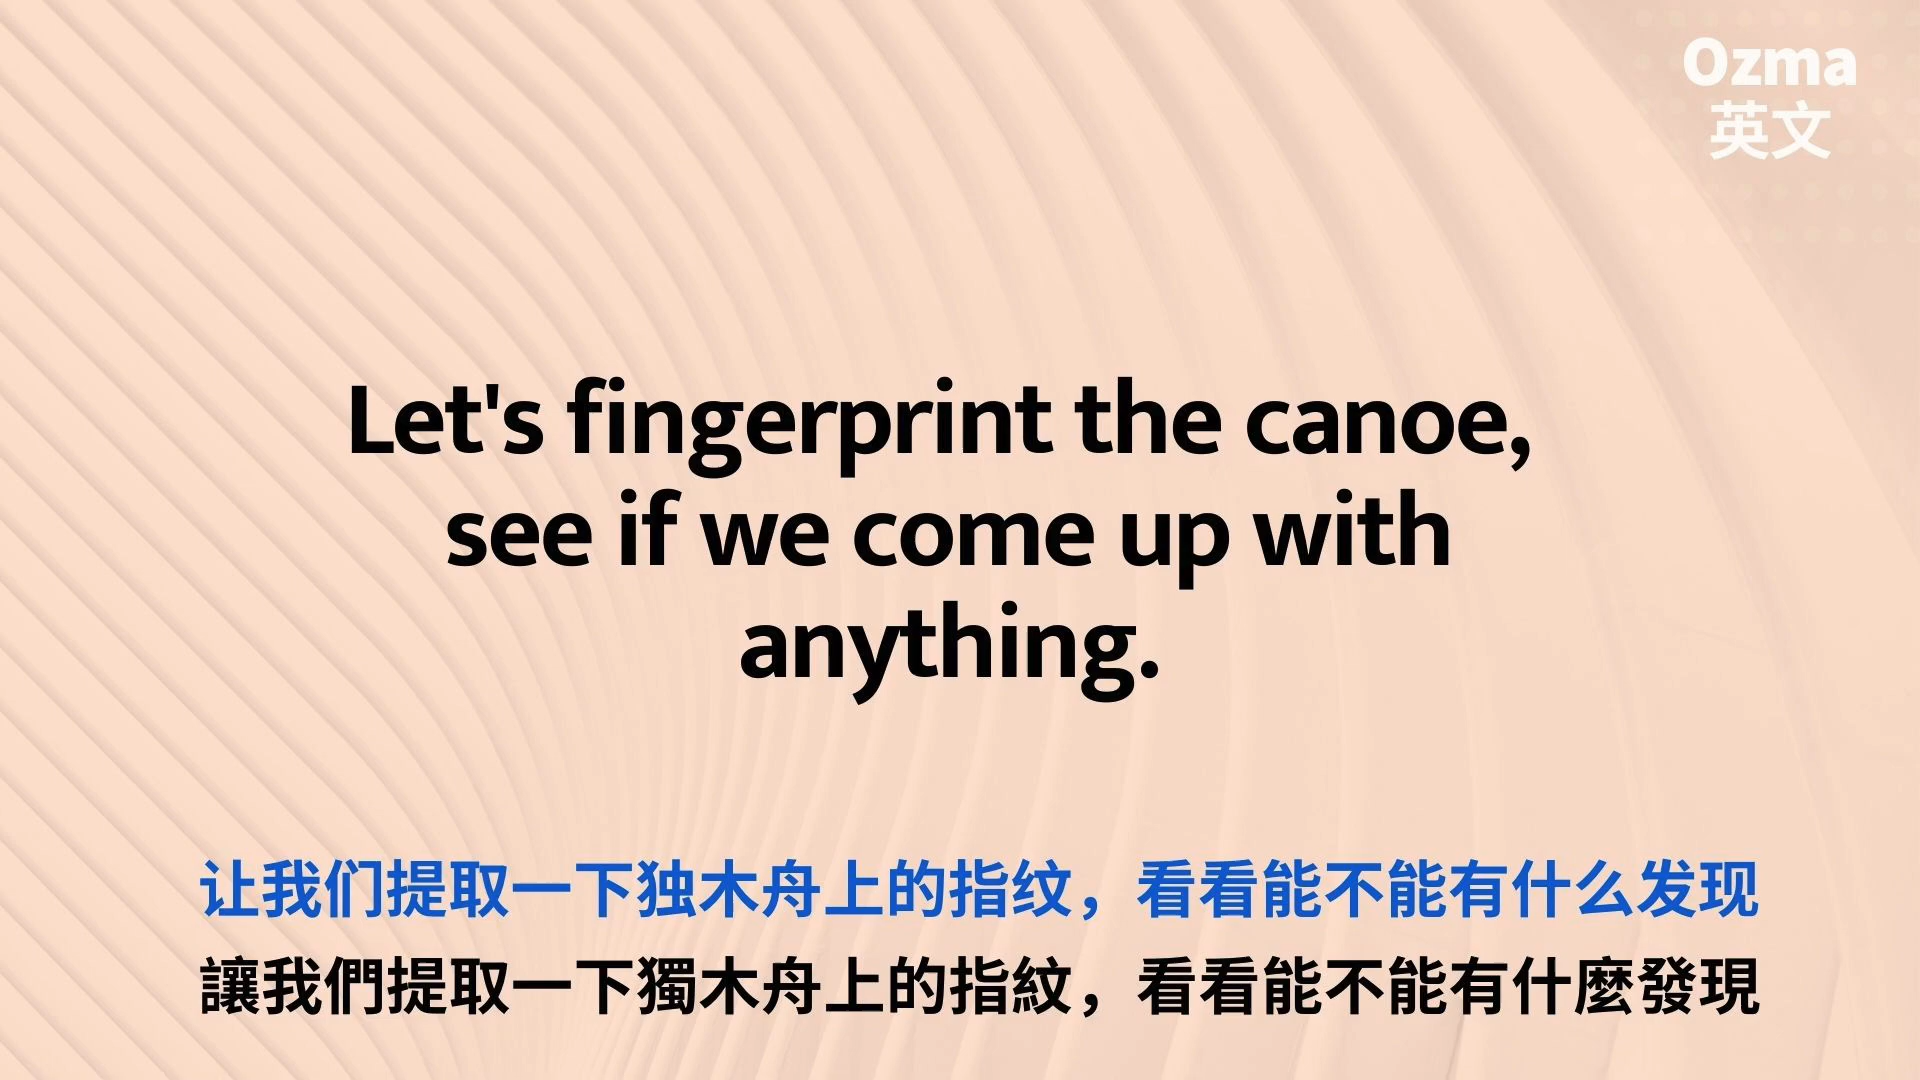 Ozma
英文
Let's fingerprint the canoe,
see if we come up with
anything.
让我们提取一下独木舟上的指纹，看看能不能有什么发现
讓我們提取一下獨木舟上的指紋，看看能不能有什麼發現